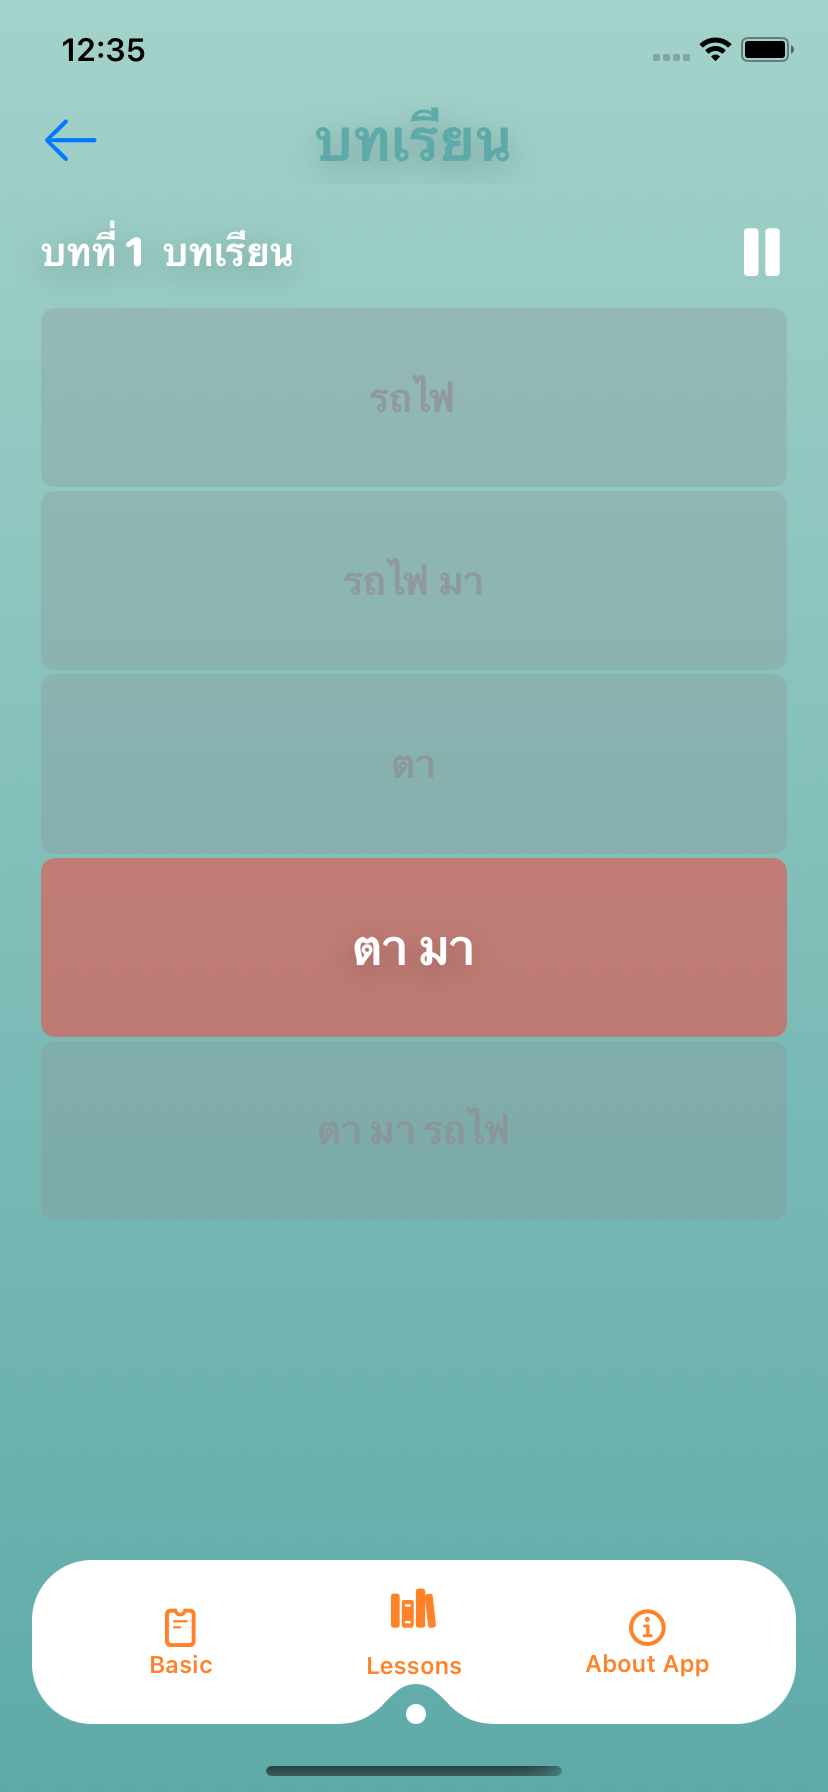 12:35
บทเรียน
บทที่ 1 บทเรียน
รถไฟ
รถไฟ มา
ตา
ตา มา
ตา มา รถไฟ
Basic
Lessons
About App